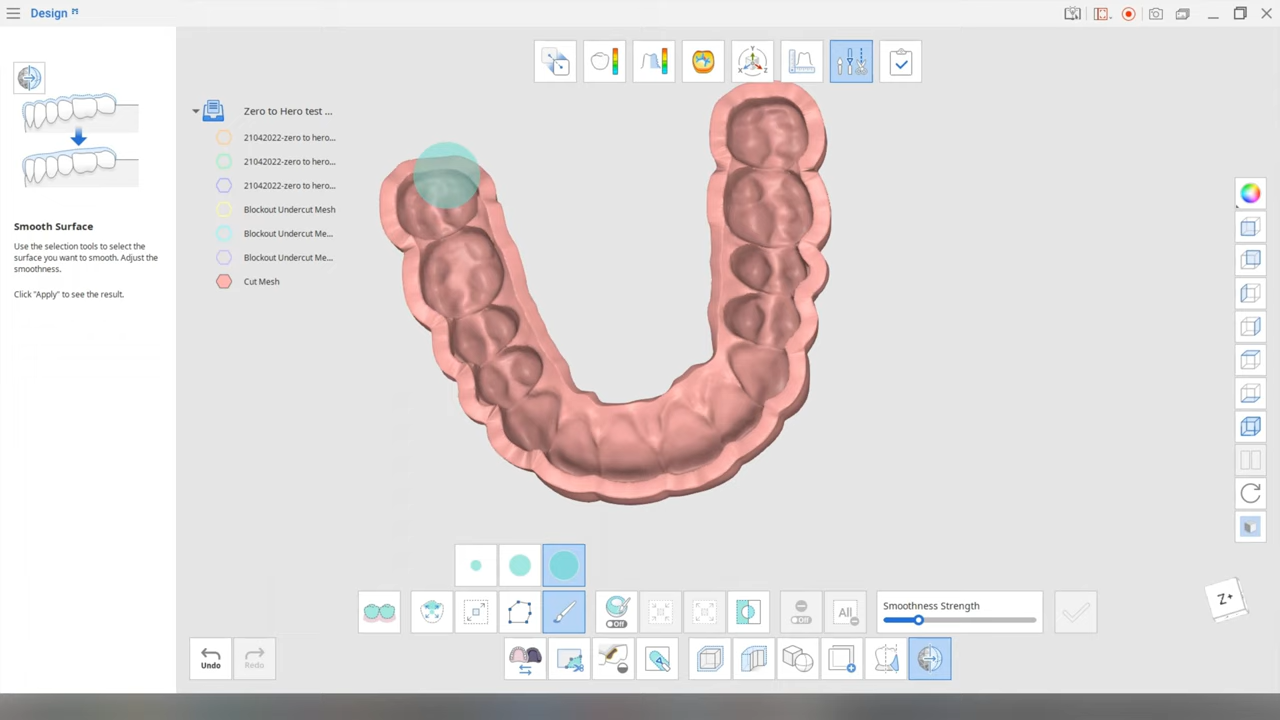 Design
Smooth Surface
Use the selection tools to select the
surface you want to smooth. Adjust the
smoothness.
Click "Apply" to see the result.
Zero to Hero test ...
21042022-zero to hero...
21042022-zero to hero...
21042022-zero to hero...
Blockout Undercut Mesh
Blockout Undercut Me...
Blockout Undercut Me...
Cut Mesh
Y
X
Z
Z+
Off
Off
All
Smoothness Strength
Undo
Redo